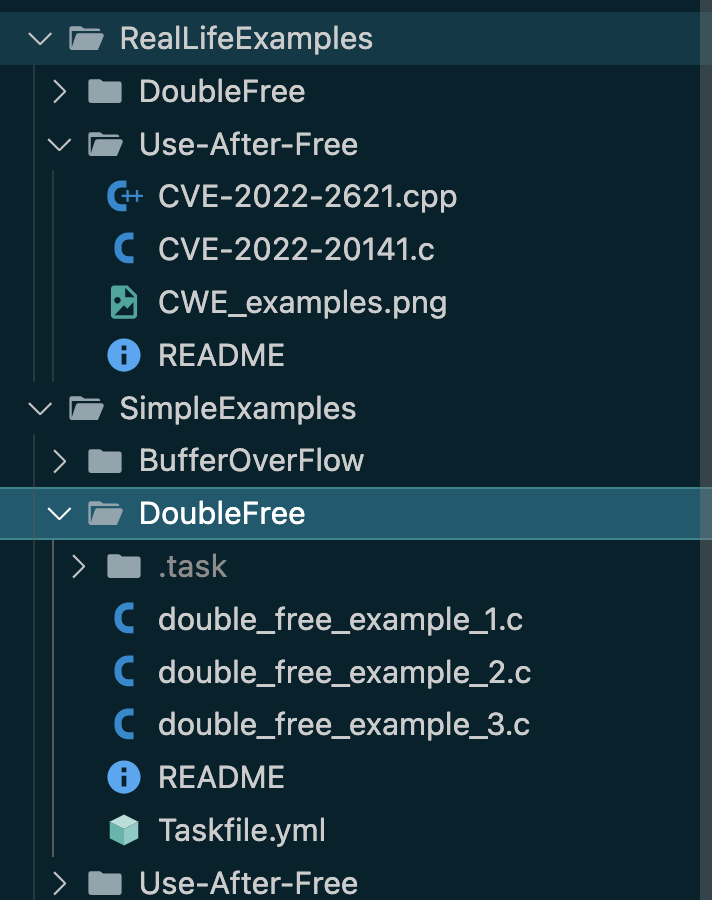 RealLifeExamples
DoubleFree
Use-After-Free
CVE-2022-2621.cpp
CVE-2022-20141.c
CWE_examples.png
README
SimpleExamples
BufferOverFlow
DoubleFree
.task
double_free_example_1.c
double_free_example_2.c
double_free_example_3.c
README
Taskfile.yml
Use-After-Free